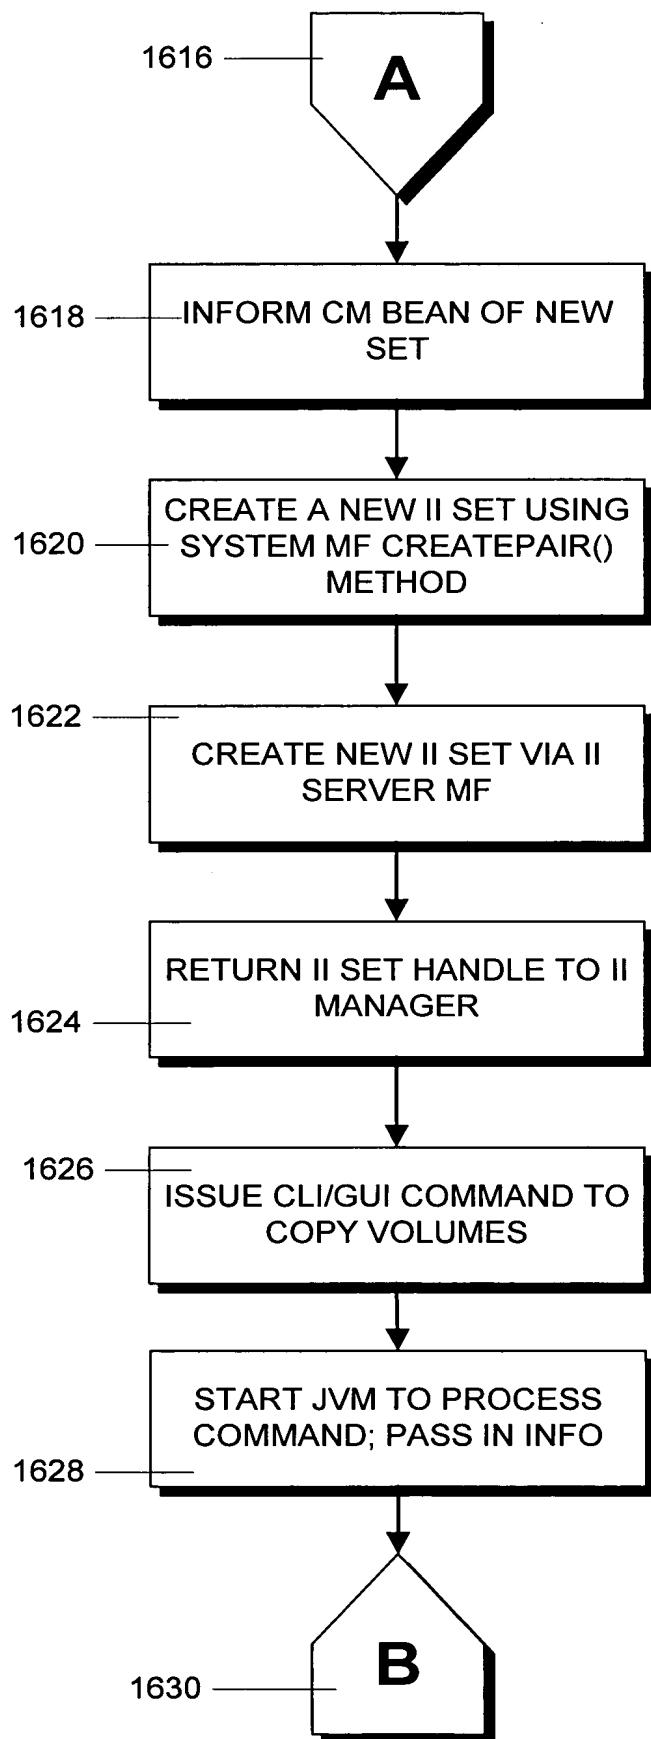 1616
A
1618
INFORM CM BEAN OF NEW
SET
1620
CREATE A NEW II SET USING
SYSTEM MF CREATEPAIR()
METHOD
1622
CREATE NEW II SET VIA II
SERVER MF
1624
RETURN II SET HANDLE TO II
MANAGER
1626
ISSUE CLI/GUI COMMAND TO
COPY VOLUMES
1628
START JVM TO PROCESS
COMMAND; PASS IN INFO
1630
B